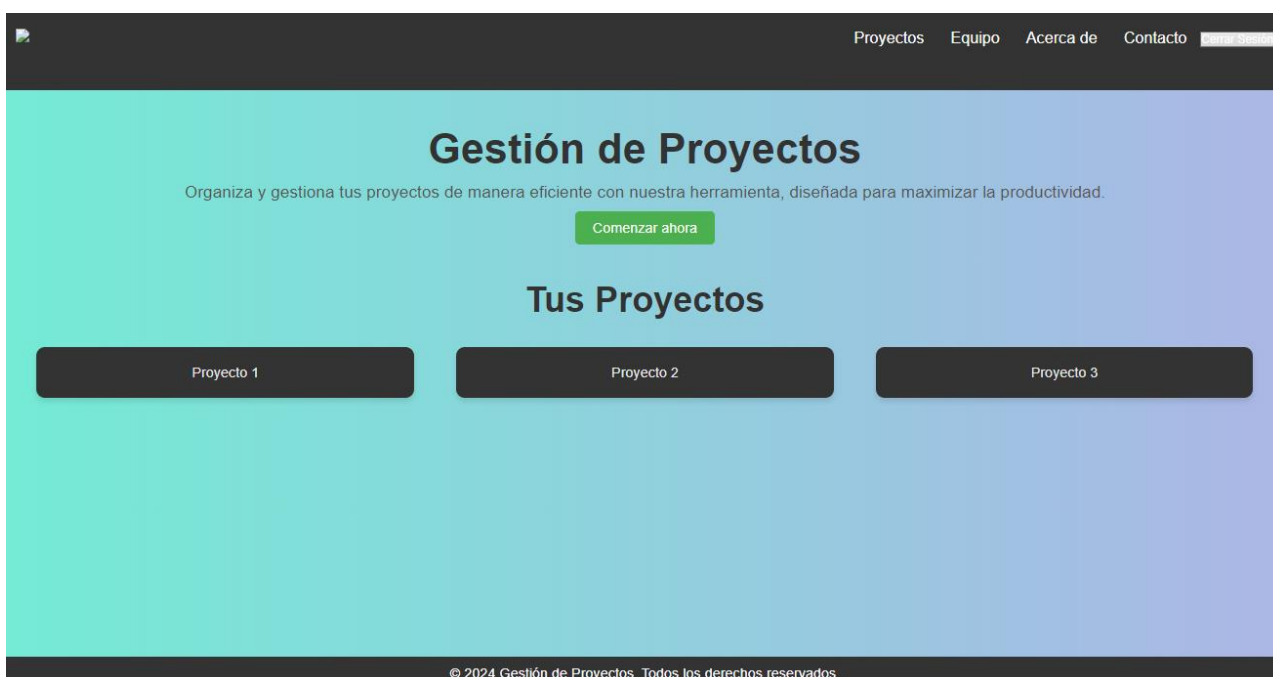 Proyectos Equipo Acerca de Contacto Cerrar Sesión
Gestión de Proyectos
Organiza y gestiona tus proyectos de manera eficiente con nuestra herramienta, diseñada para maximizar la productividad.
Comenzar ahora
Tus Proyectos
Proyecto 1 Proyecto 2 Proyecto 3
© 2024 Gestión de Proyectos. Todos los derechos reservados